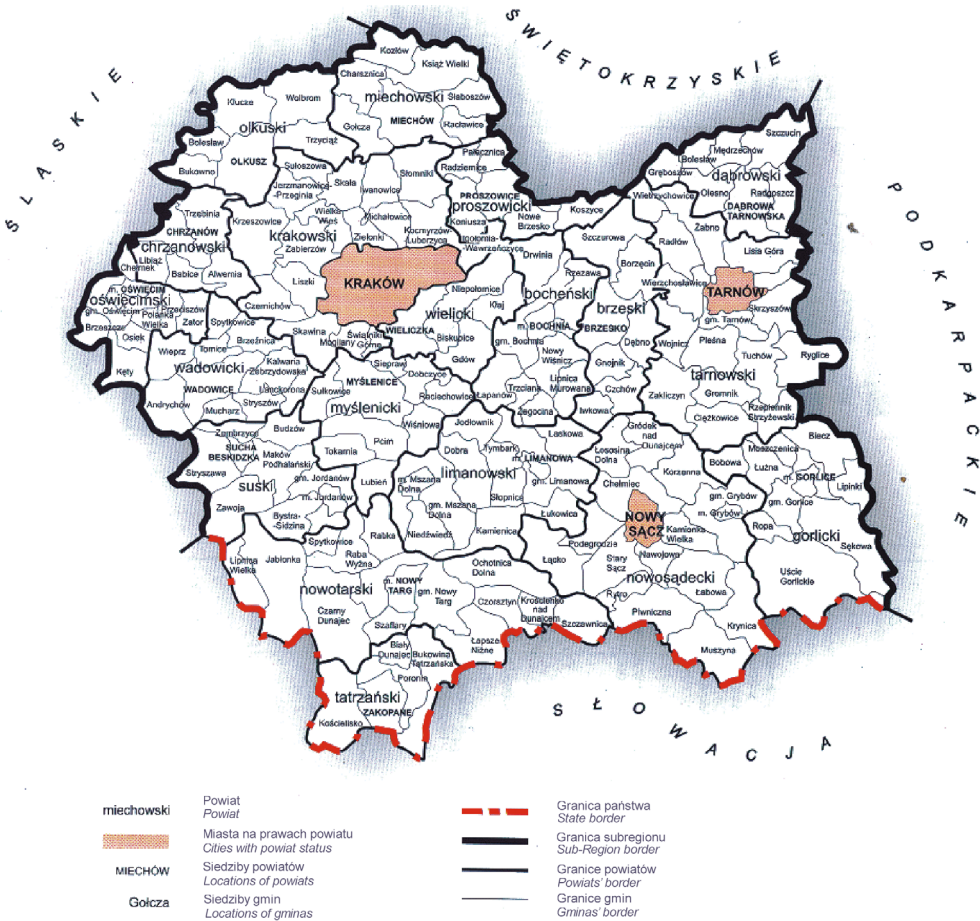 ŚLĄSKIE
ŚWIĘTOKRZYSKIE
PODKARPACKIE
SŁOWACJA
Kozłów
Książ Wielki
Charsznica
miechowski
Słaboszów
MIECHÓW
Racławice
Gołcza
Klucze
Wolbrom
olkuski
Trzyciąż
Bolesław
OLKUSZ
Bukowno
Pałecznica
Radziemice
PROSZOWICE
proszowicki
Koniusza
Nowe
Brzesko
Koszyce
Igołomia-
Wawrzeńczyce
Sułoszowa
Skała
Słomniki
Jerzmanowice-
Przeginia
Iwanowice
Krzeszowice
Wielka
Wieś
Michałowice
krakowski
Zabierzów
Zielonki
Kocmyrzów-
Luborzyca
Liszki
Czernichów
Skawina
Mogilany
Świątniki
Górne
KRAKÓW
Trzebinia
CHRZANÓW
chrzanowski
Libiąż
Babice
Alwernia
Chełmek
m. OŚWIĘCIM
oświęcimski
gm. Oświęcim
Przeciszów
Polanka
Wielka
Brzeszcze
Zator
Osiek
Kęty
Spytkowice
Brzeźnica
Wieprz
Tomice
wadowicki
Kalwaria
Zebrzydowska
WADOWICE
Lanckorona
Andrychów
Mucharz
Stryszów
Niepołomice
wielicki
Kłaj
WIELICZKA
Biskupice
Gdów
Drwinia
Rzezawa
bocheński
m. BOCHNIA
gm. Bochnia
Nowy
Wiśnicz
Trzciana
Lipnica
Murowana
Łapanów
Żegocina
Szczurowa
Borzęcin
brzeski
BRZESKO
Dębno
Gnojnik
Czchów
Iwkowa
Szczucin
Mędrzechów
Bolesław
dąbrowski
Gręboszów
Olesno
Radgoszcz
DĄBROWA
TARNOWSKA
Wietrzychowice
Żabno
Radłów
Lisia Góra
Wierzchosławice
TARNÓW
Skrzyszów
gm. Tarnów
Wojnicz
Pleśna
Tuchów
Ryglice
tarnowski
Zakliczyn
Gromnik
Rzepiennik
Strzyżewski
Ciężkowice
Siepraw
Dobczyce
MYŚLENICE
Sułkowice
Raciechowice
myślenicki
Wiśniowa
Pcim
Tokarnia
Lubień
Zembrzyce
Budzów
SUCHA
BESKIDZKA
Maków
Podhalański
Stryszawa
gm. Jordanów
suski
m. Jordanów
Zawoja
Bystra-
-Sidzina
Jodłownik
Laskowa
Dobra
Tymbark
m. LIMANOWA
limanowski
m. Mszana
Dolna
gm. Limanowa
gm. Mszana
Dolna
Słopnice
Łukowica
Niedźwiedź
Kamienica
Gródek
nad
Dunajcem
Łososina
Dolna
Korzenna
Chełmiec
gm. Grybów
m. Grybów
NOWY
SĄCZ
Kamionka
Wielka
Podegrodzie
Nawojowa
Stary
Sącz
Łącko
nowosądecki
Rytro
Łabowa
Piwniczna
Krynica
Muszyna
Biecz
Moszczenica
Bobowa
Łużna
m. GORLICE
Lipinki
gm. Gorlice
Ropa
gorlicki
Sękowa
Uście
Gorlickie
Lipnica
Wielka
Jabłonka
Spytkowice
Rabka
Raba
Wyżna
Ochotnica
Dolna
nowotarski
m. NOWY
TARG
gm. Nowy
Targ
Czorsztyn
Krościenko
nad
Dunajcem
Szczawnica
Czarny
Dunajec
Szaflary
Łapsze
Niżne
Biały
Dunajec
Bukowina
Tatrzańska
Poronin
tatrzański
ZAKOPANE
Kościelisko
miechowski
Powiat
Powiat
Miasta na prawach powiatu
Cities with powiat status
MIECHÓW
Siedziby powiatów
Locations of powiats
Gołcza
Siedziby gmin
Locations of gminas
Granica państwa
State border
Granica subregionu
Sub-Region border
Granice powiatów
Powiats' border
Granice gmin
Gminas' border